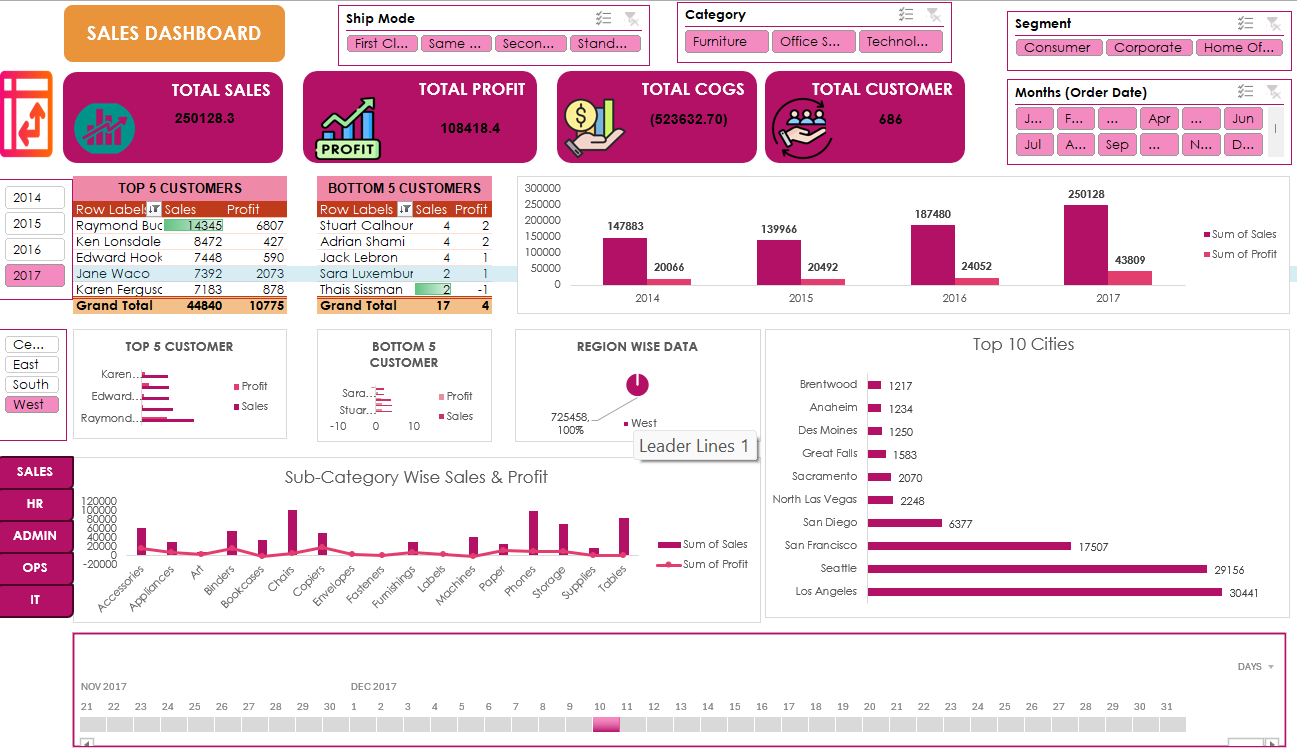 SALES DASHBOARD
Ship Mode
First Cl... Same ... Secon... Stand...
Category
Furniture Office S... Technol...
Segment
Consumer Corporate Home Of...
TOTAL SALES
250128.3
TOTAL PROFIT
108418.4
PROFIT
TOTAL COGS
(523632.70)
TOTAL CUSTOMER
686
Months (Order Date)
J... F... ... Apr ... Jun
Jul A... Sep ... N... D...
2014
2015
2016
2017
TOP 5 CUSTOMERS
Row Labels Sales Profit
Raymond Buc 14345 6807
Ken Lonsdale 8472 427
Edward Hook 7448 590
Jane Waco 7392 2073
Karen Fergusc 7183 878
Grand Total 44840 10775
BOTTOM 5 CUSTOMERS
Row Labels Sales Profit
Stuart Calhour 4 2
Adrian Shami 4 2
Jack Lebron 4 1
Sara Luxembur 2 1
Thais Sissman 2 -1
Grand Total 17 4
300000
250000
200000
150000
100000
50000
0
147883
20066
139966
20492
187480
24052
250128
43809
2014 2015 2016 2017
Sum of Sales
Sum of Profit
Ce...
East
South
West
TOP 5 CUSTOMER
Karen...
Edward...
Raymond...
Profit
Sales
BOTTOM 5
CUSTOMER
Sara...
Stuar...
-10 0 10
Profit
Sales
REGION WISE DATA
725458,
100%
West
Leader Lines 1
Top 10 Cities
Brentwood 1217
Anaheim 1234
Des Moines 1250
Great Falls 1583
Sacramento 2070
North Las Vegas 2248
San Diego 6377
San Francisco 17507
Seattle 29156
Los Angeles 30441
SALES
HR
ADMIN
OPS
IT
Sub-Category Wise Sales & Profit
120000
100000
80000
60000
40000
20000
0
-20000
Accessories Appliances Art Binders Bookcases Chairs Copiers Envelopes Fasteners Furnishings Labels Machines Paper Phones Storage Supplies Tables
Sum of Sales
Sum of Profit
DAYS
NOV 2017 DEC 2017
21 22 23 24 25 26 27 28 29 30 1 2 3 4 5 6 7 8 9 10 11 12 13 14 15 16 17 18 19 20 21 22 23 24 25 26 27 28 29 30 31